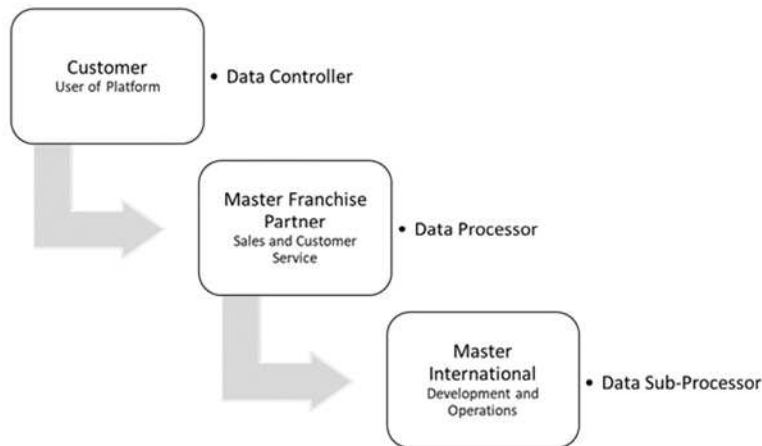 Customer
User of Platform
• Data Controller
Master Franchise
Partner
Sales and Customer
Service
• Data Processor
Master
International
Development and
Operations
• Data Sub-Processor